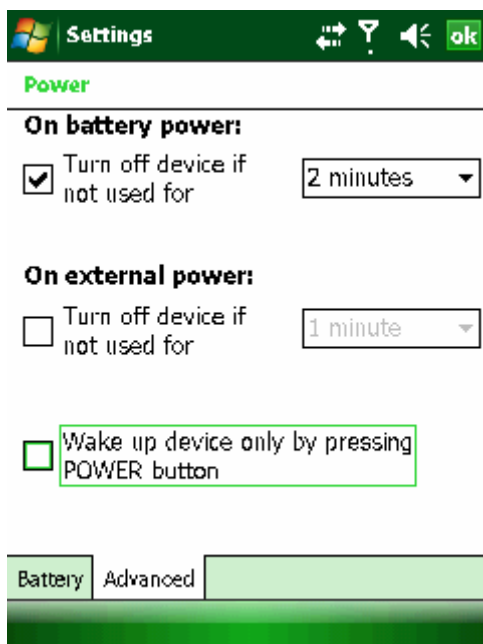 Settings ok
Power
On battery power:
Turn off device if
not used for
2 minutes
On external power:
Turn off device if
not used for
1 minute
Wake up device only by pressing
POWER button
Battery Advanced